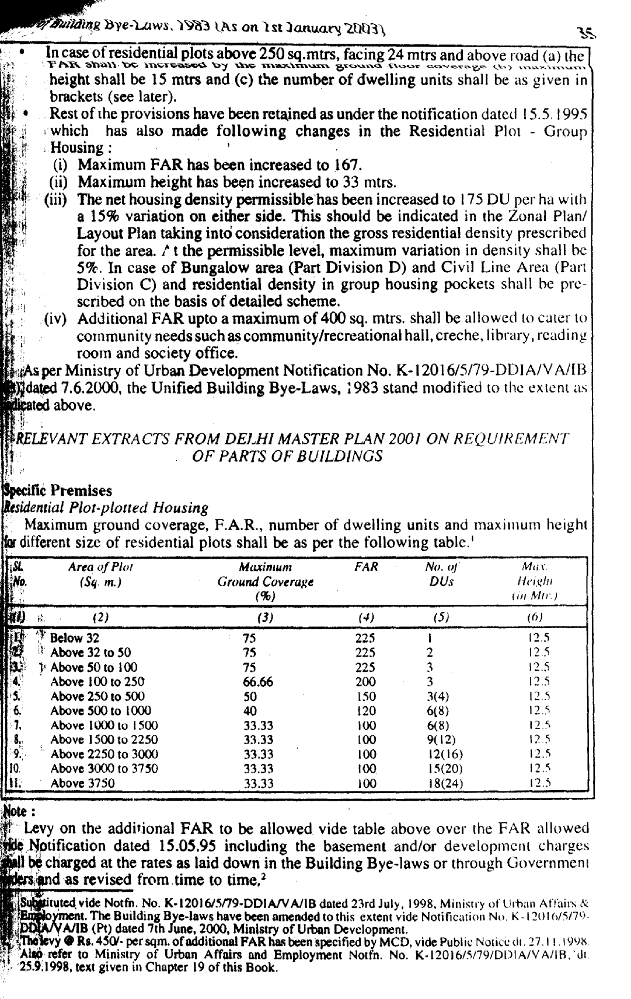 of Building Bye-Laws, 1983 (As on 1st January 2003)
35
• In case of residential plots above 250 sq.mtrs, facing 24 mtrs and above road (a) the
FAR shall be increased by the maximum ground floor coverage (b) maximum
height shall be 15 mtrs and (c) the number of dwelling units shall be as given in
brackets (see later).
• Rest of the provisions have been retained as under the notification dated 15.5.1995
which has also made following changes in the Residential Plot - Group
Housing :
(i) Maximum FAR has been increased to 167.
(ii) Maximum height has been increased to 33 mtrs.
(iii) The net housing density permissible has been increased to 175 DU per ha with
a 15% variation on either side. This should be indicated in the Zonal Plan/
Layout Plan taking into consideration the gross residential density prescribed
for the area. At the permissible level, maximum variation in density shall be
5%. In case of Bungalow area (Part Division D) and Civil Line Area (Part
Division C) and residential density in group housing pockets shall be pre-
scribed on the basis of detailed scheme.
(iv) Additional FAR upto a maximum of 400 sq. mtrs. shall be allowed to cater to
community needs such as community/recreational hall, creche, library, reading
room and society office.
As per Ministry of Urban Development Notification No. K-12016/5/79-DDIA/VA/IB
dated 7.6.2000, the Unified Building Bye-Laws, 1983 stand modified to the extent as
indicated above.
RELEVANT EXTRACTS FROM DELHI MASTER PLAN 2001 ON REQUIREMENT
OF PARTS OF BUILDINGS
Specific Premises
Residential Plot-plotted Housing
Maximum ground coverage, F.A.R., number of dwelling units and maximum height
for different size of residential plots shall be as per the following table.1
Sl. Area of Plot Maximum FAR No. of Max.
No. (Sq. m.) Ground Coverage DUs Height
(%) (in Mtr.)
(1) (2) (3) (4) (5) (6)
1. Below 32 75 225 1 12.5
2. Above 32 to 50 75 225 2 12.5
3. Above 50 to 100 75 225 3 12.5
4. Above 100 to 250 66.66 200 3 12.5
5. Above 250 to 500 50 150 3(4) 12.5
6. Above 500 to 1000 40 120 6(8) 12.5
7. Above 1000 to 1500 33.33 100 6(8) 12.5
8. Above 1500 to 2250 33.33 100 9(12) 12.5
9. Above 2250 to 3000 33.33 100 12(16) 12.5
10. Above 3000 to 3750 33.33 100 15(20) 12.5
11. Above 3750 33.33 100 18(24) 12.5
Note :
Levy on the additional FAR to be allowed vide table above over the FAR allowed
vide Notification dated 15.05.95 including the basement and/or development charges
shall be charged at the rates as laid down in the Building Bye-laws or through Government
orders and as revised from time to time.2
Substituted vide Notfn. No. K-12016/5/79-DDIA/VA/IB dated 23rd July, 1998, Ministry of Urban Affairs &
Employment. The Building Bye-laws have been amended to this extent vide Notification No. K-12016/5/79-
DDIA/VA/IB (Pt) dated 7th June, 2000, Ministry of Urban Development.
The levy @ Rs. 450/- per sqm. of additional FAR has been specified by MCD, vide Public Notice dt. 27.11.1998.
Also refer to Ministry of Urban Affairs and Employment Notfn. No. K-12016/5/79/DDIA/VA/IB, dt.
25.9.1998, text given in Chapter 19 of this Book.